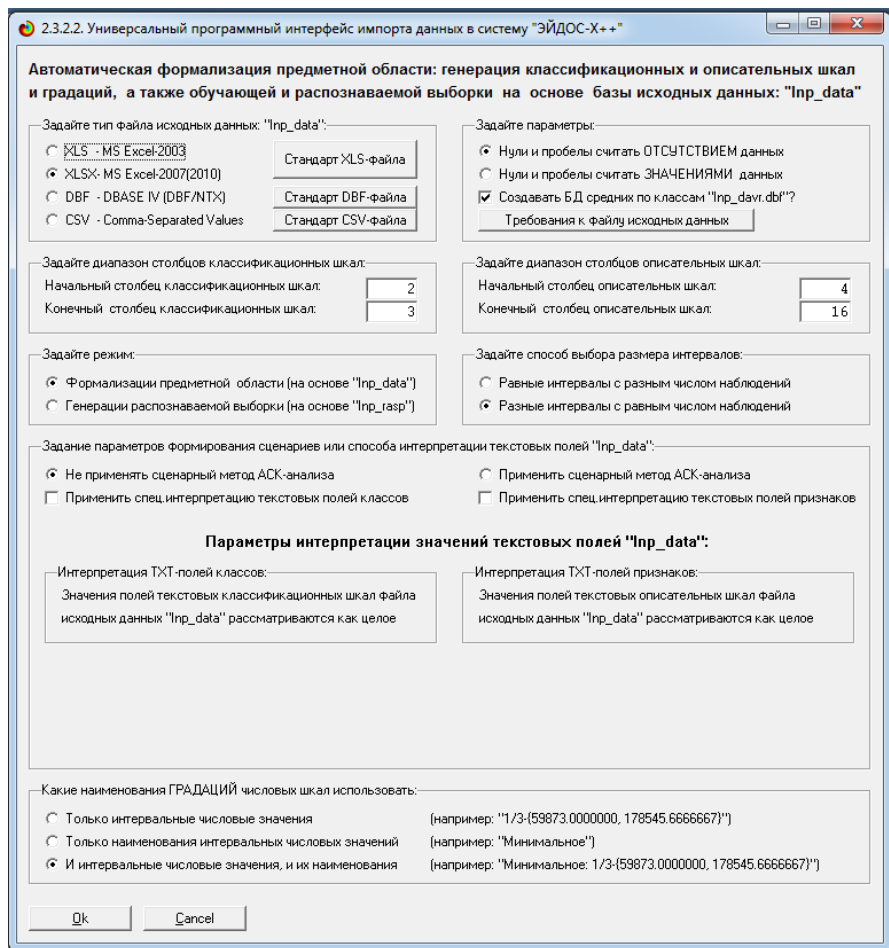 2.3.2.2. Универсальный программный интерфейс импорта данных в систему "ЭЙДОС-X++"
Автоматическая формализация предметной области: генерация классификационных и описательных шкал
и градаций, а также обучающей и распознаваемой выборки на основе базы исходных данных: "Inp_data"
Задайте тип файла исходных данных: "Inp_data":
XLS - MS Excel-2003
XLSX- MS Excel-2007(2010)
DBF - DBASE IV (DBF/NTX)
CSV - Comma-Separated Values
Стандарт XLS-файла
Стандарт DBF-файла
Стандарт CSV-файла
Задайте параметры:
Нули и пробелы считать ОТСУТСТВИЕМ данных
Нули и пробелы считать ЗНАЧЕНИЯМИ данных
Создавать БД средних по классам "Inp_davr.dbf"?
Требования к файлу исходных данных
Задайте диапазон столбцов классификационных шкал:
Начальный столбец классификационных шкал: 2
Конечный столбец классификационных шкал: 3
Задайте диапазон столбцов описательных шкал:
Начальный столбец описательных шкал: 4
Конечный столбец описательных шкал: 16
Задайте режим:
Формализации предметной области (на основе "Inp_data")
Генерации распознаваемой выборки (на основе "Inp_rasp")
Задайте способ выбора размера интервалов:
Равные интервалы с разным числом наблюдений
Разные интервалы с равным числом наблюдений
Задание параметров формирования сценариев или способа интерпретации текстовых полей "Inp_data":
Не применять сценарный метод АСК-анализа
Применить сценарный метод АСК-анализа
Применить спец.интерпретацию текстовых полей классов
Применить спец.интерпретацию текстовых полей признаков
Параметры интерпретации значений текстовых полей "Inp_data":
Интерпретация TXT-полей классов:
Значения полей текстовых классификационных шкал файла
исходных данных "Inp_data" рассматриваются как целое
Интерпретация TXT-полей признаков:
Значения полей текстовых описательных шкал файла
исходных данных "Inp_data" рассматриваются как целое
Какие наименования ГРАДАЦИЙ числовых шкал использовать:
Только интервальные числовые значения (например: "1/3-{59873.0000000, 178545.6666667}")
Только наименования интервальных числовых значений (например: "Минимальное")
И интервальные числовые значения, и их наименования (например: "Минимальное: 1/3-{59873.0000000, 178545.6666667}")
Ok
Cancel